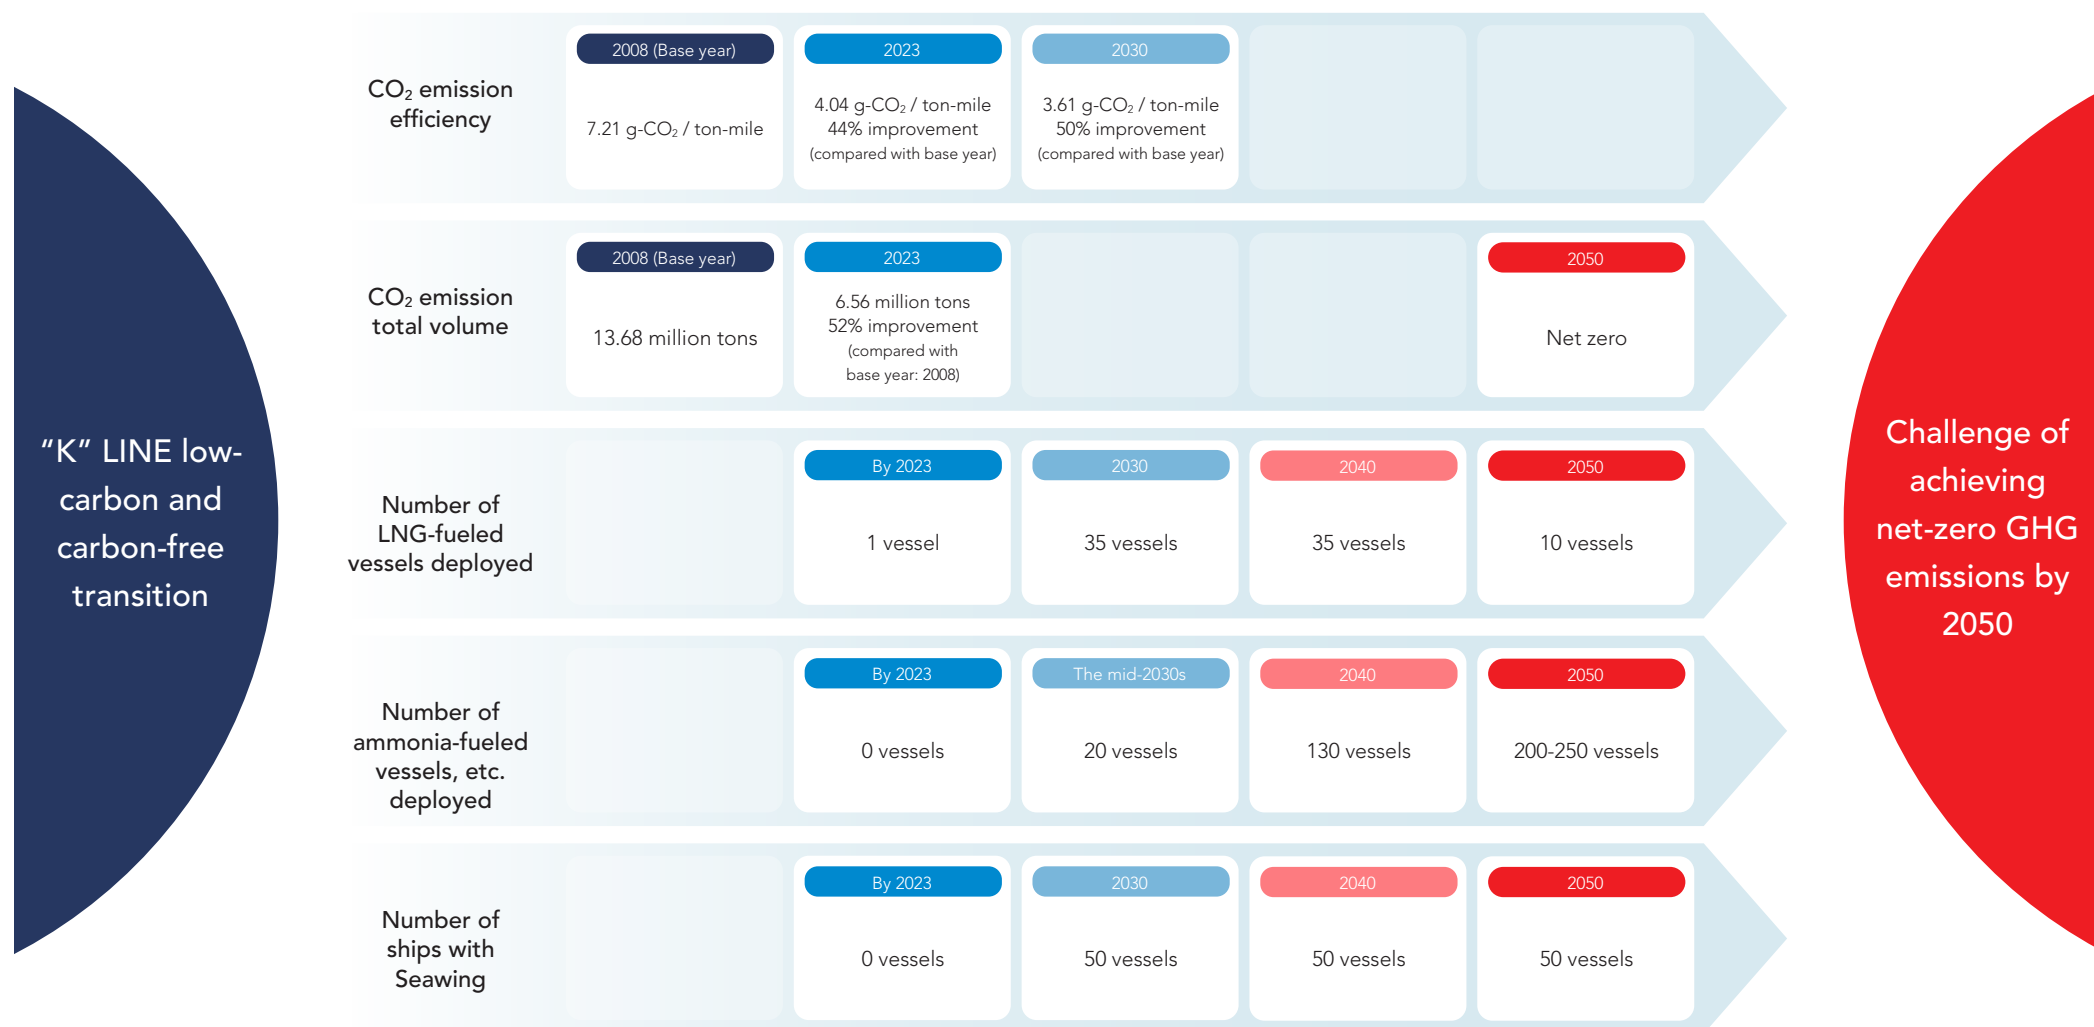 "K" LINE low-
carbon and
carbon-free
transition
CO₂ emission
efficiency
2008 (Base year)
7.21 g-CO₂ / ton-mile
2023
4.04 g-CO₂ / ton-mile
44% improvement
(compared with base year)
2030
3.61 g-CO₂ / ton-mile
50% improvement
(compared with base year)
CO₂ emission
total volume
2008 (Base year)
13.68 million tons
2023
6.56 million tons
52% improvement
(compared with
base year: 2008)
2050
Net zero
Number of
LNG-fueled
vessels deployed
By 2023
1 vessel
2030
35 vessels
2040
35 vessels
2050
10 vessels
Number of
ammonia-fueled
vessels, etc.
deployed
By 2023
0 vessels
The mid-2030s
20 vessels
2040
130 vessels
2050
200-250 vessels
Number of
ships with
Seawing
By 2023
0 vessels
2030
50 vessels
2040
50 vessels
2050
50 vessels
Challenge of
achieving
net-zero GHG
emissions by
2050